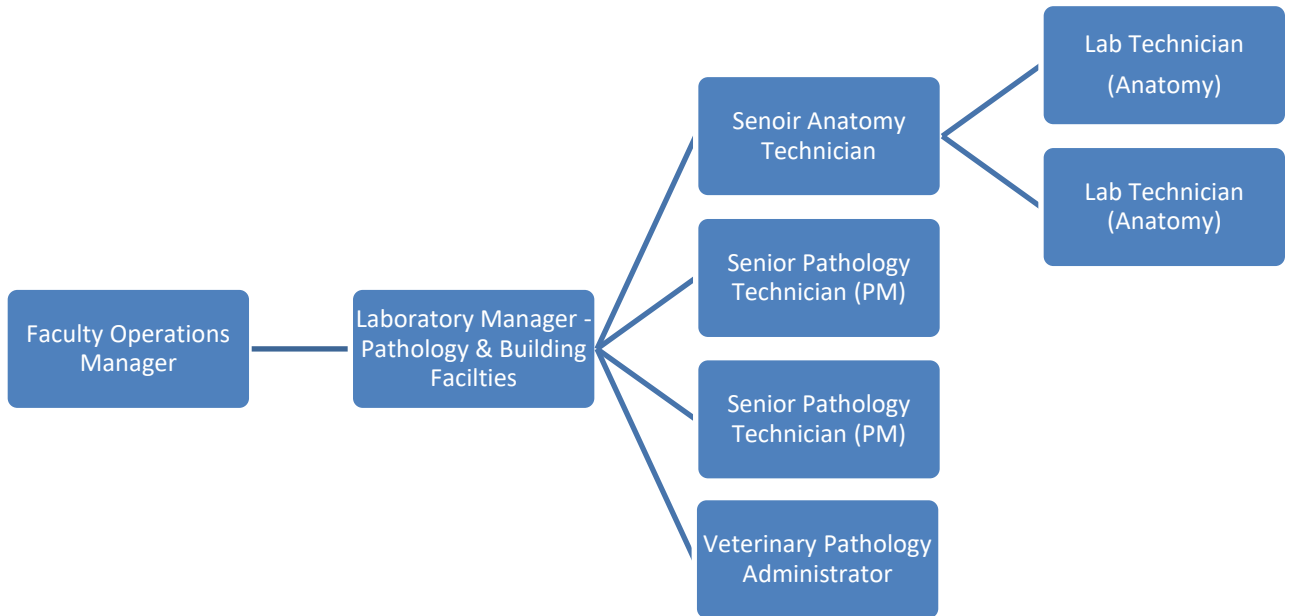 Lab Technician
(Anatomy)
Senoir Anatomy
Technician
Lab Technician
(Anatomy)
Senior Pathology
Technician (PM)
Faculty Operations
Manager
Laboratory Manager -
Pathology & Building
Facilties
Senior Pathology
Technician (PM)
Veterinary Pathology
Administrator